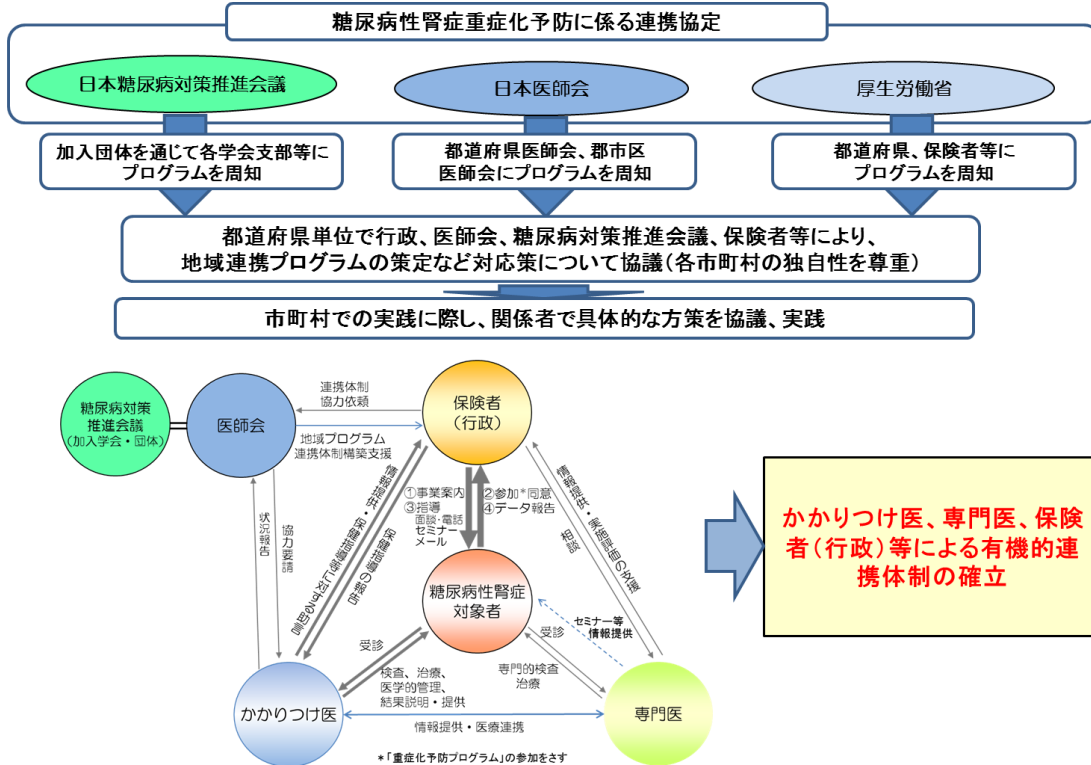 糖尿病性腎症重症化予防に係る連携協定
日本糖尿病対策推進会議
日本医師会
厚生労働省
加入団体を通じて各学会支部等に
プログラムを周知
都道府県医師会、郡市区
医師会にプログラムを周知
都道府県、保険者等に
プログラムを周知
都道府県単位で行政、医師会、糖尿病対策推進会議、保険者等により、
地域連携プログラムの策定など対応策について協議(各市町村の独自性を尊重)
市町村での実践に際し、関係者で具体的な方策を協議、実践
糖尿病対策
推進会議
(加入学会・団体)
医師会
連携体制
協力依頼
地域プログラム
連携体制構築支援
保険者
(行政)
状況報告
協力要請
情報提供・保健指導等に対する助言
保健指導の報告
①事業案内
③指導
面談・電話
セミナー
メール
②参加*同意
④データ報告
情報提供・実施評価の支援
相談
糖尿病性腎症
対象者
セミナー等
情報提供
受診
検査、治療、
医学的管理、
結果説明・提供
受診
専門的検査
治療
かかりつけ医
情報提供・医療連携
専門医
*「重症化予防プログラム」の参加をさす
かかりつけ医、専門医、保険
者(行政)等による有機的連
携体制の確立